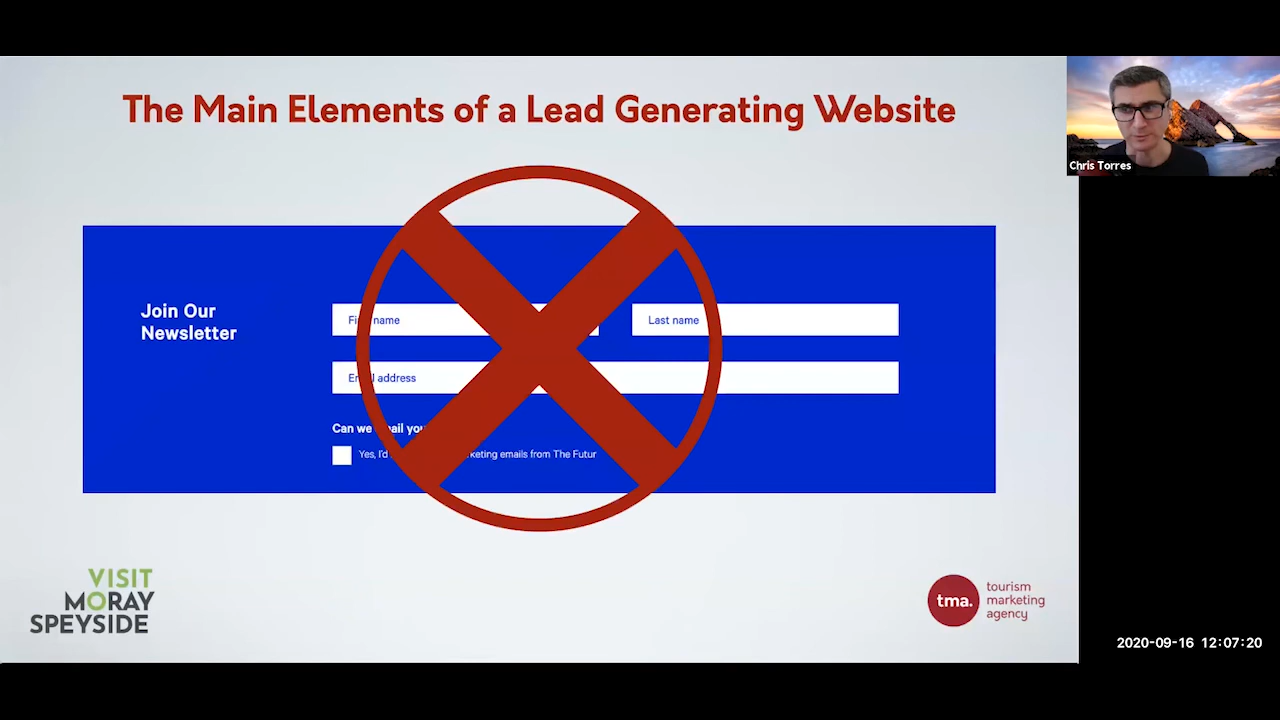 The Main Elements of a Lead Generating Website
Chris Torres
Join Our
Newsletter
name
Last name
address
Can we
Yes, I'd
emails from The Futur
VISIT
MORAY
SPEYSIDE
tma.
tourism
marketing
agency
2020-09-16 12:07:20